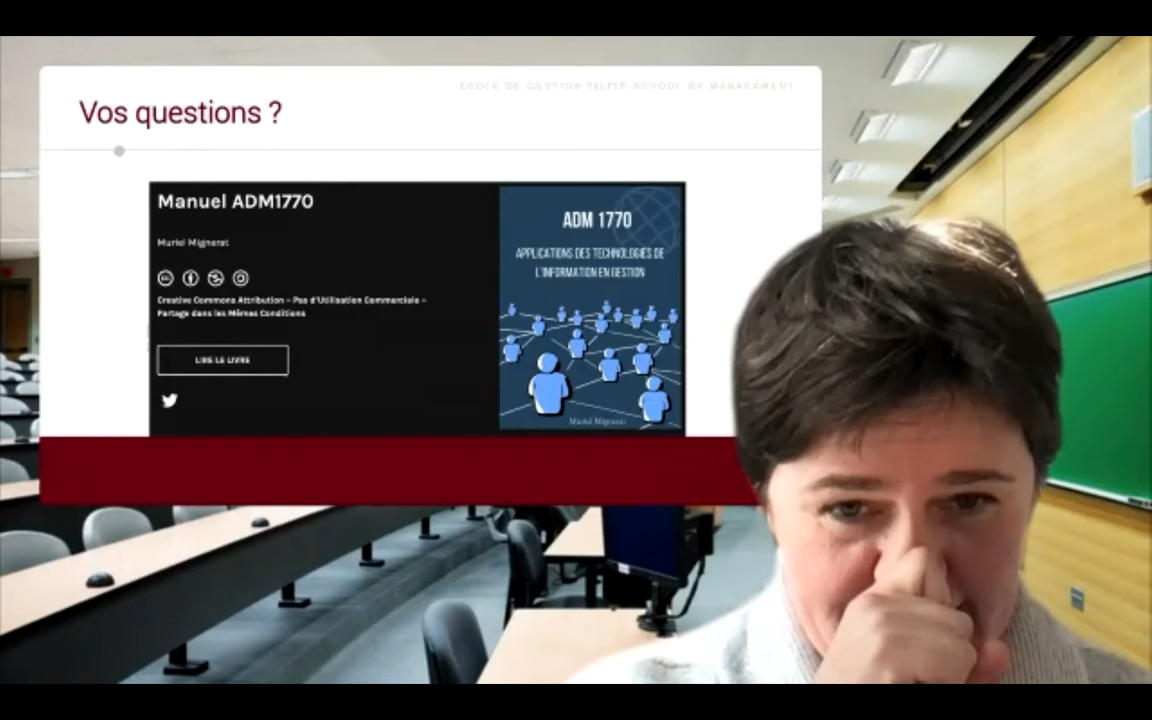 ÉCOLE DE GESTION TELFER SCHOOL OF MANAGEMENT
Vos questions ?
Manuel ADM1770
Muriel Mignerat
Creative Commons Attribution – Pas d'Utilisation Commerciale –
Partage dans les Mêmes Conditions
LIRE LE LIVRE
ADM 1770
APPLICATIONS DES TECHNOLOGIES DE
L'INFORMATION EN GESTION
Muriel Mignerat